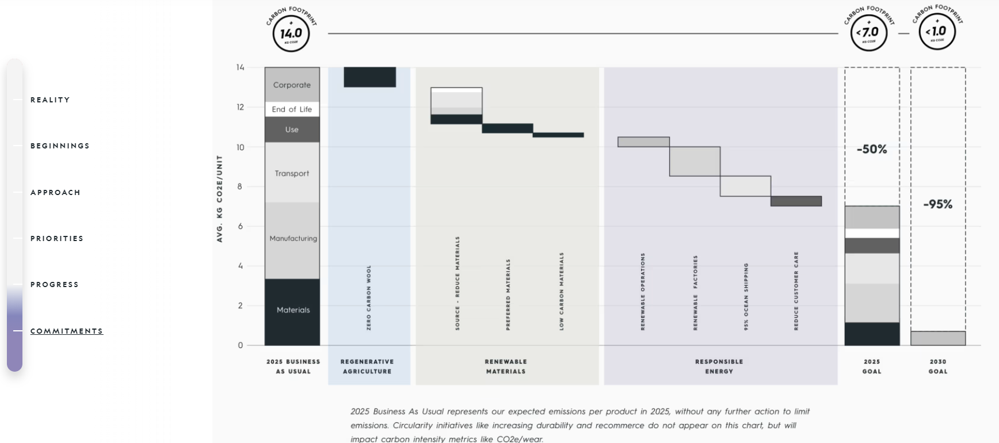 CARBON FOOTPRINT
+
14.0
KG CO2E
CARBON FOOTPRINT
+
<7.0
KG CO2E
CARBON FOOTPRINT
+
<1.0
KG CO2E
REALITY
BEGINNINGS
APPROACH
PRIORITIES
PROGRESS
COMMITMENTS
AVG. KG CO2E/UNIT
14
12
10
8
6
4
2
0
Corporate
End of Life
Use
Transport
Manufacturing
Materials
ZERO CARBON WOOL
SOURCE - REDUCE MATERIALS
PREFERRED MATERIALS
LOW CARBON MATERIALS
RENEWABLE OPERATIONS
RENEWABLE FACTORIES
95% OCEAN SHIPPING
REDUCE CUSTOMER CARE
-50%
-95%
2025 BUSINESS
AS USUAL
REGENERATIVE
AGRICULTURE
RENEWABLE
MATERIALS
RESPONSIBLE
ENERGY
2025
GOAL
2030
GOAL
2025 Business As Usual represents our expected emissions per product in 2025, without any further action to limit
emissions. Circularity initiatives like increasing durability and recommerce do not appear on this chart, but will
impact carbon intensity metrics like CO2e/wear.